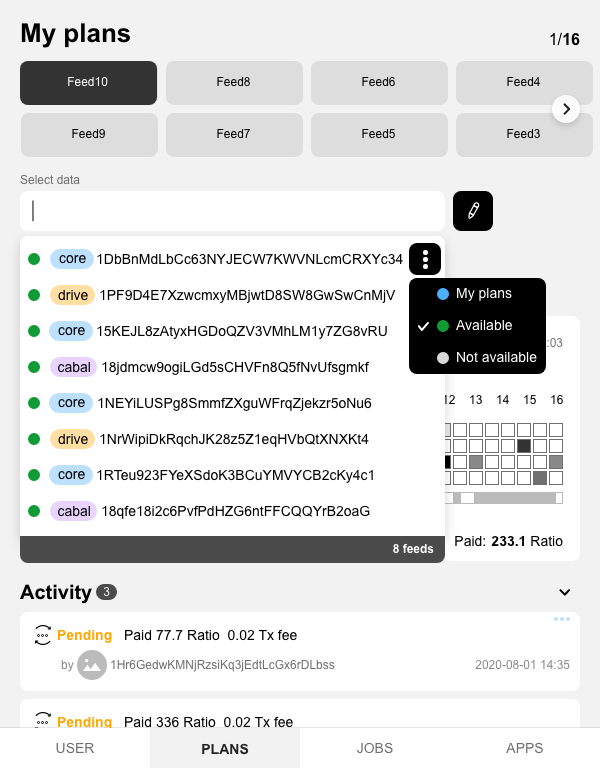 My plans
1/16
Feed10 Feed8 Feed6 Feed4
Feed9 Feed7 Feed5 Feed3
Select data
core 1DbBnMdLbCc63NYJECW7KWVNLcmCRXYc34
drive 1PF9D4E7XzwcmxyMBjwtD8SW8GwSwCnMjV
core 15KEJL8zAtyxHGDoQZV3VMhLM1y7ZG8vRU
cabal 18jdmcw9ogiLGd5sCHVFn8Q5fNvUfsgmkf
core 1NEYiLUSPg8SmmfZXguWFrqZjekzr5oNu6
drive 1NrWipiDkRqchJK28z5Z1eqHVbQtXNXKt4
core 1RTeu923FYeXSdoK3BCuYMVYCB2cKy4c1
cabal 18qfe18i2c6PvfPdHZG6ntFFCQQYrB2oaG
8 feeds
My plans
Available
Not available
:03
12 13 14 15 16
Paid: 233.1 Ratio
Activity 3
Pending Paid 77.7 Ratio 0.02 Tx fee
by 1Hr6GedwKMNjRzsiKq3jEdtLcGx6rDLbss 2020-08-01 14:35
Pending Paid 336 Ratio 0.02 Tx fee
USER PLANS JOBS APPS